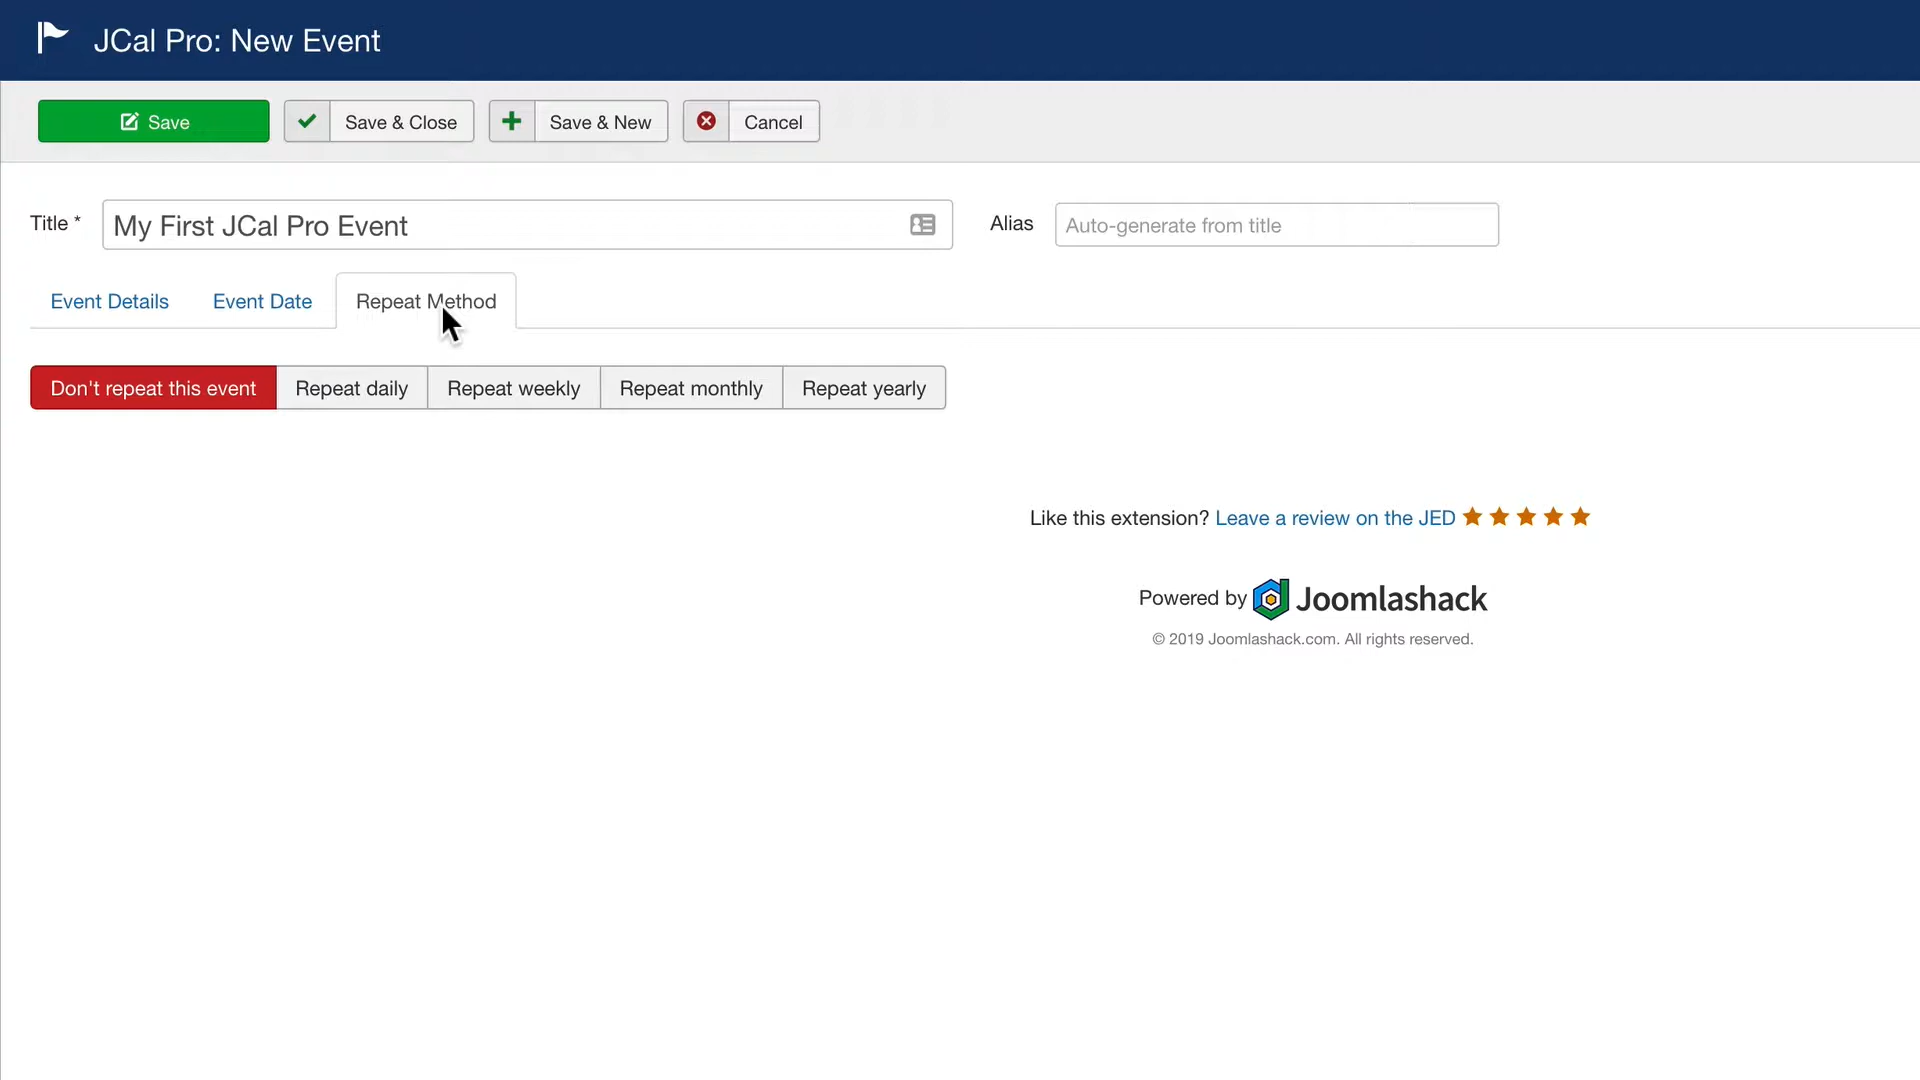 JCal Pro: New Event
Save
Save & Close
Save & New
Cancel
Title *
My First JCal Pro Event
Alias
Auto-generate from title
Event Details
Event Date
Repeat Method
Don't repeat this event
Repeat daily
Repeat weekly
Repeat monthly
Repeat yearly
Like this extension? Leave a review on the JED
Powered by Joomlashack
© 2019 Joomlashack.com. All rights reserved.